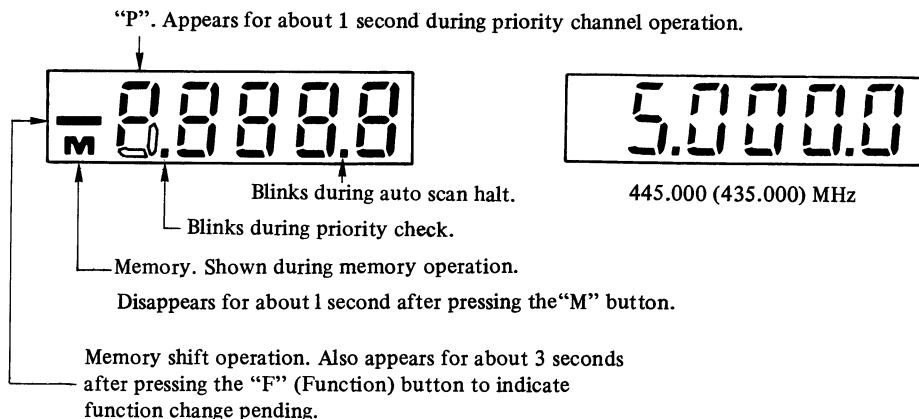 “P”. Appears for about 1 second during priority channel operation.
M 8.888.8
5.000.0
Blinks during auto scan halt.
445.000 (435.000) MHz
Blinks during priority check.
Memory. Shown during memory operation.
Disappears for about 1 second after pressing the“M” button.
Memory shift operation. Also appears for about 3 seconds
after pressing the “F” (Function) button to indicate
function change pending.